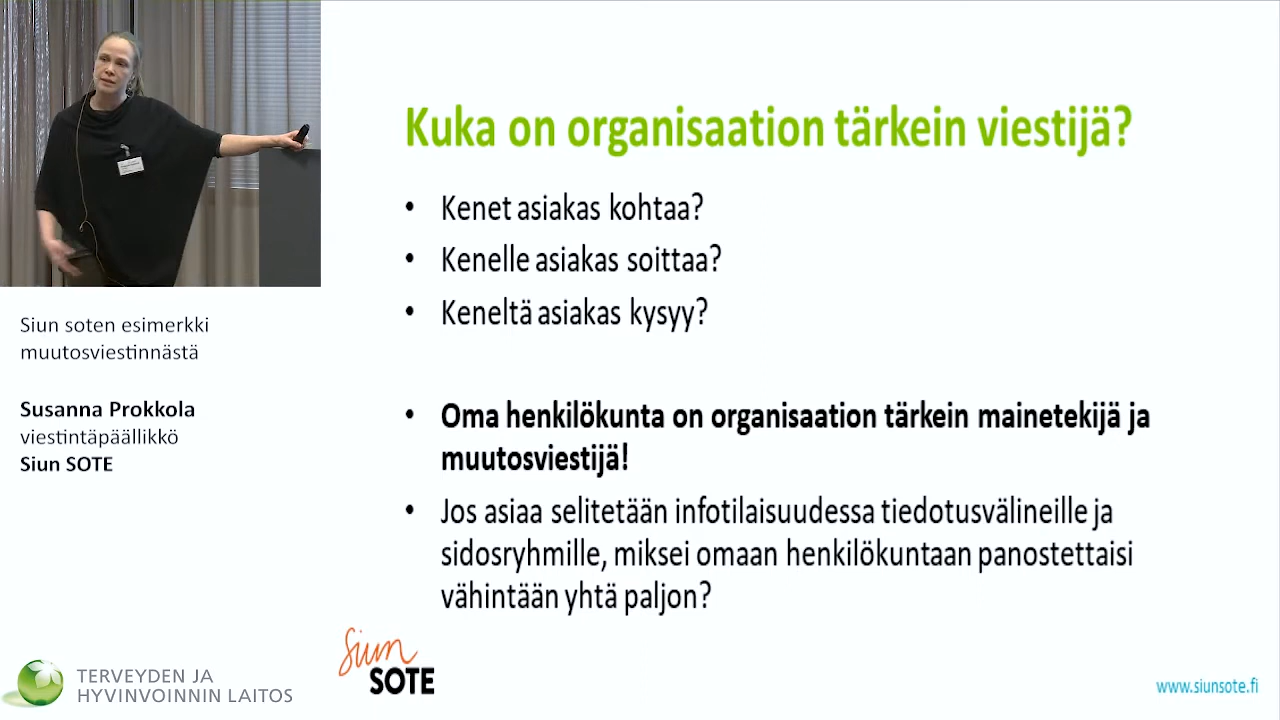 Kuka on organisaation tärkein viestijä?
• Kenet asiakas kohtaa?
• Kenelle asiakas soittaa?
• Keneltä asiakas kysyy?
• Oma henkilökunta on organisaation tärkein mainetekijä ja
muutosviestijä!
• Jos asiaa selitetään infotilaisuudessa tiedotusvälineille ja
sidosryhmille, miksei omaan henkilökuntaan panostettaisi
vähintään yhtä paljon?
Siun soten esimerkki
muutosviestinnästä
Susanna Prokkola
viestintäpäällikkö
Siun SOTE
TERVEYDEN JA
HYVINVOINNIN LAITOS
Siun
SOTE
www.siunsote.fi